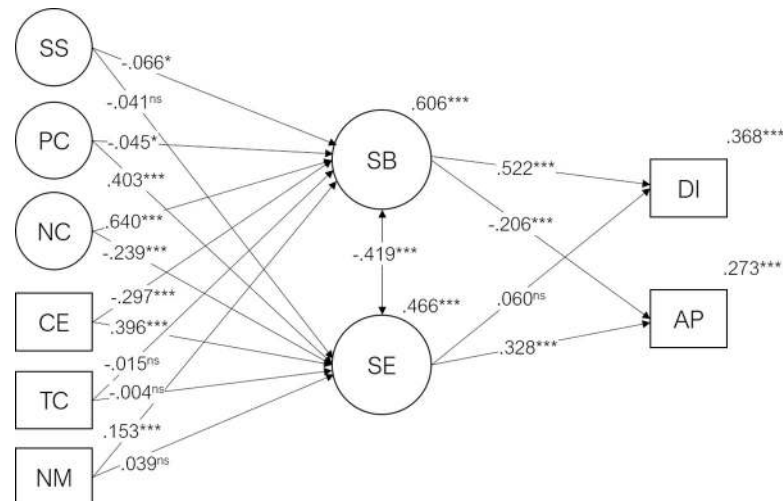 SS
-.066*
-.041ns
.606***
PC
-.045*
SB
.368***
.403***
.522***
DI
NC
.640***
-.206***
-.239***
-.419***
.273***
-.297***
.466***
.060ns
CE
.396***
AP
.328***
-.015ns
SE
TC
-.004ns
.153***
NM
.039ns